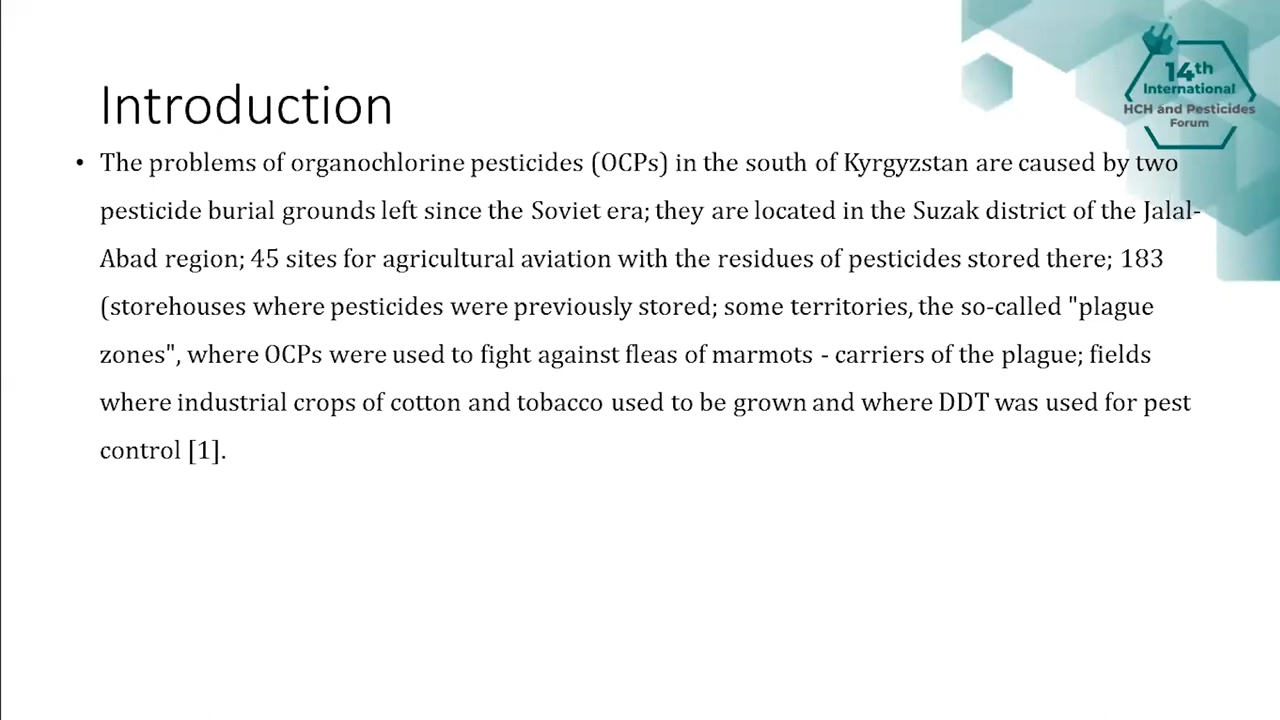 14th
International
HCH and Pesticides
Forum
Introduction
• The problems of organochlorine pesticides (OCPs) in the south of Kyrgyzstan are caused by two
pesticide burial grounds left since the Soviet era; they are located in the Suzak district of the Jalal-
Abad region; 45 sites for agricultural aviation with the residues of pesticides stored there; 183
(storehouses where pesticides were previously stored; some territories, the so-called "plague
zones", where OCPs were used to fight against fleas of marmots - carriers of the plague; fields
where industrial crops of cotton and tobacco used to be grown and where DDT was used for pest
control [1].